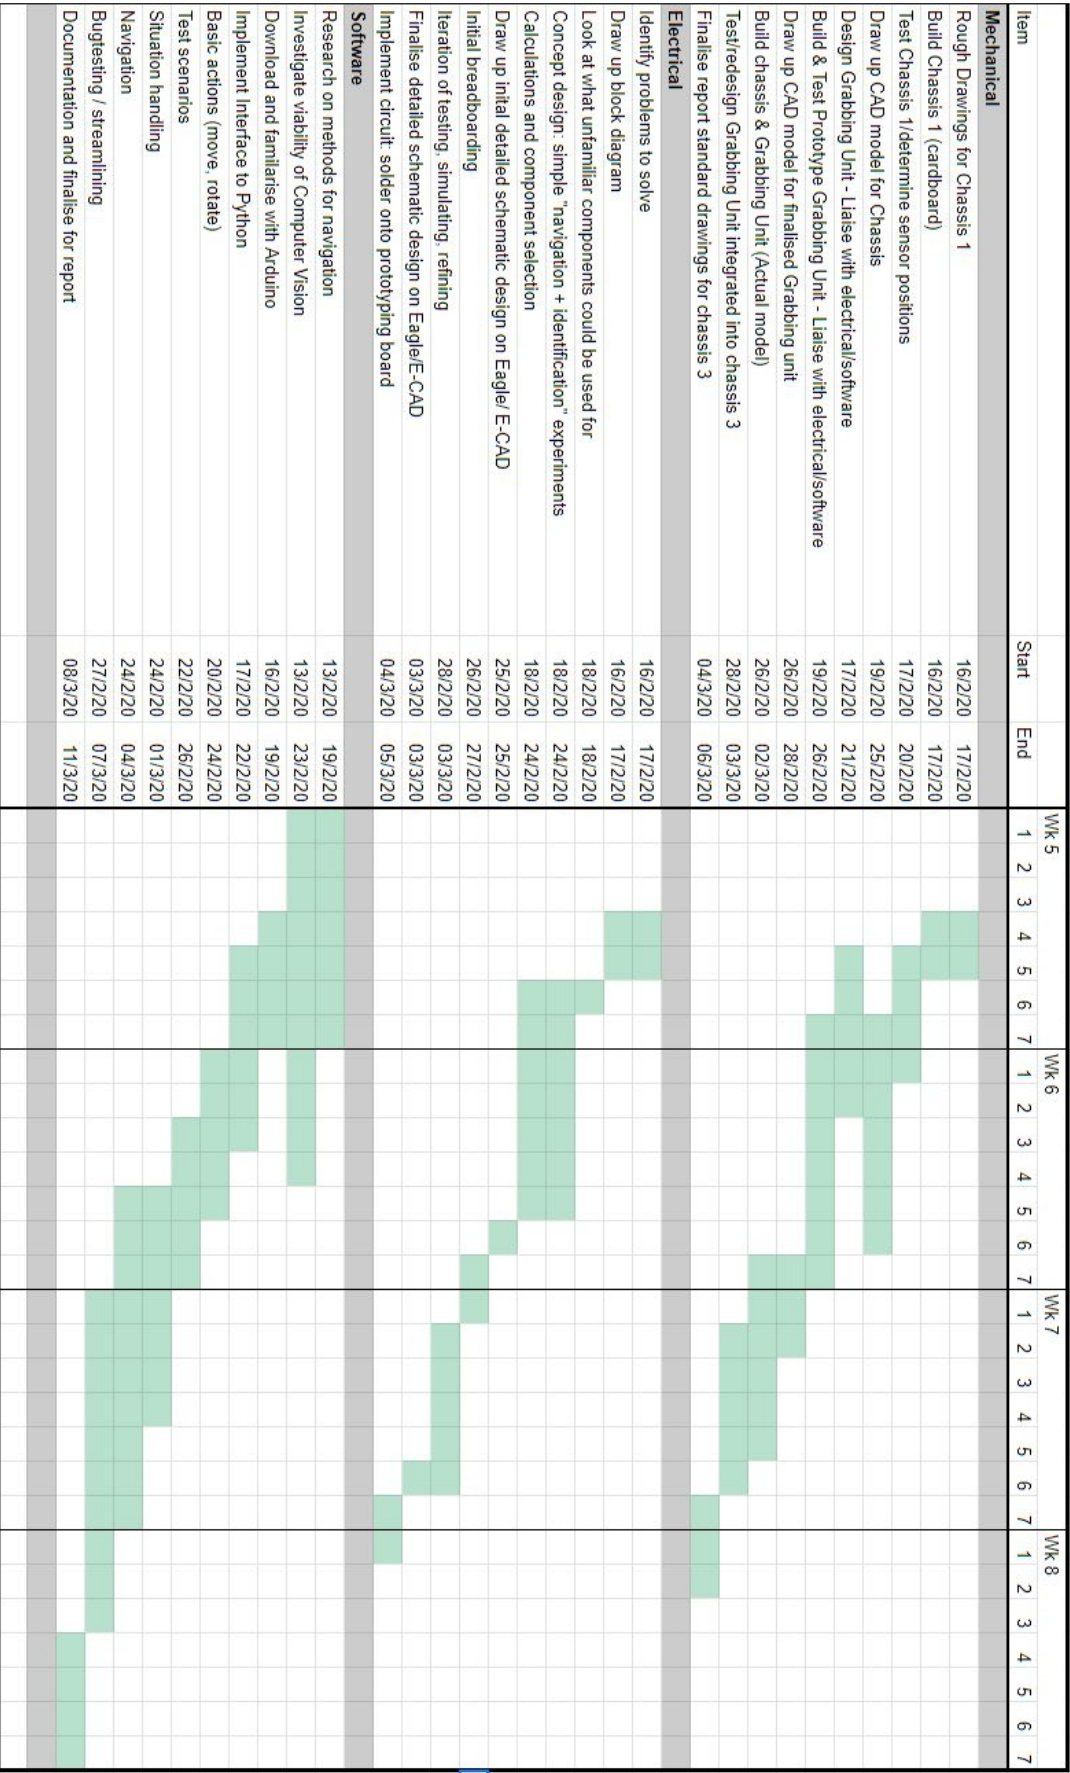 Wk 5 Wk 6 Wk 7 Wk 8
Item Start End 1 2 3 4 5 6 7 1 2 3 4 5 6 7 1 2 3 4 5 6 7 1 2 3 4 5 6 7
Mechanical
Rough Drawings for Chassis 1 16/2/20 17/2/20
Build Chassis 1 (cardboard) 16/2/20 17/2/20
Test Chassis 1/determine sensor positions 17/2/20 20/2/20
Draw up CAD model for Chassis 19/2/20 25/2/20
Design Grabbing Unit - Liaise with electrical/software 17/2/20 21/2/20
Build & Test Prototype Grabbing Unit - Liaise with electrical/software 19/2/20 26/2/20
Draw up CAD model for finalised Grabbing unit 26/2/20 28/2/20
Build chassis & Grabbing Unit (Actual model) 26/2/20 02/3/20
Test/redesign Grabbing Unit integrated into chassis 3 28/2/20 03/3/20
Finalise report standard drawings for chassis 3 04/3/20 06/3/20
Electrical
Identify problems to solve 16/2/20 17/2/20
Draw up block diagram 16/2/20 17/2/20
Look at what unfamiliar components could be used for 18/2/20 18/2/20
Concept design: simple "navigation + identification" experiments 18/2/20 24/2/20
Calculations and component selection 18/2/20 24/2/20
Draw up inital detailed schematic design on Eagle/ E-CAD 25/2/20 25/2/20
Initial breadboarding 26/2/20 27/2/20
Iteration of testing, simulating, refining 28/2/20 03/3/20
Finalise detailed schematic design on Eagle/E-CAD 03/3/20 03/3/20
Implement circuit: solder onto prototyping board 04/3/20 05/3/20
Software
Research on methods for navigation 13/2/20 19/2/20
Investigate viability of Computer Vision 13/2/20 23/2/20
Download and familarise with Arduino 16/2/20 19/2/20
Implement Interface to Python 17/2/20 22/2/20
Basic actions (move, rotate) 20/2/20 24/2/20
Test scenarios 22/2/20 26/2/20
Situation handling 24/2/20 01/3/20
Navigation 24/2/20 04/3/20
Bugtesting / streamlining 27/2/20 07/3/20
Documentation and finalise for report 08/3/20 11/3/20